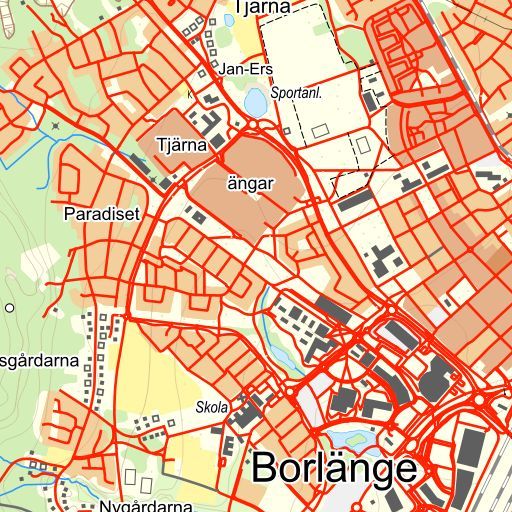 Tjärna
Jan-Ers
K
Sportanl.
Tjärna
ängar
Paradiset
sgårdarna
Skola
Borlänge
Nygårdarna